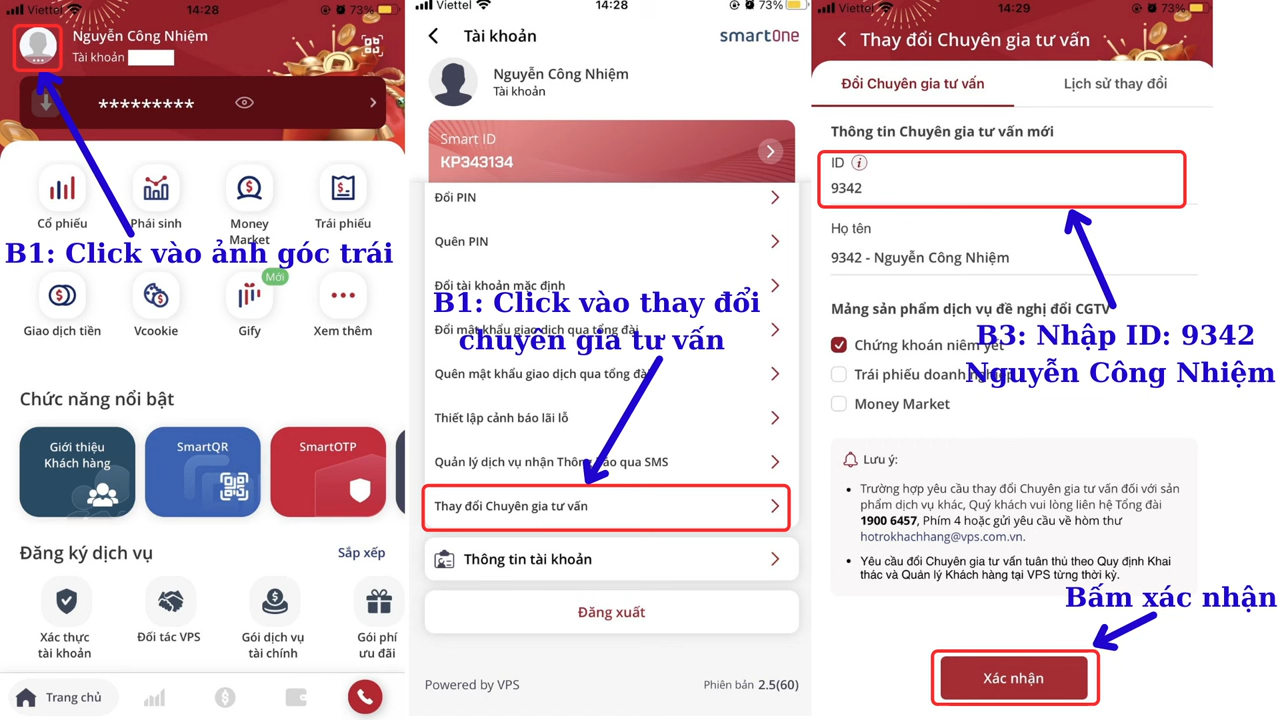 Viettel 14:28 73%
Nguyễn Công Nhiệm
Tài khoản
*********
Cổ phiếu
Phái sinh
Money
Market
Trái phiếu
B1: Click vào ảnh góc trái
Mới
Giao dịch tiền
Vcookie
Gify
Xem thêm
Chức năng nổi bật
Giới thiệu
Khách hàng
SmartQR
SmartOTP
Đăng ký dịch vụ
Sắp xếp
Xác thực
tài khoản
Đối tác VPS
Gói dịch vụ
tài chính
Gói phí
ưu đãi
Trang chủ
Viettel 14:28 73%
Tài khoản
smartOne
Nguyễn Công Nhiệm
Tài khoản
Smart ID
KP343134
Đổi PIN
Quên PIN
Đổi tài khoản mặc định
B1: Click vào thay đổi
chuyên gia tư vấn
Đổi mật khẩu giao dịch qua tổng đài
Quên mật khẩu giao dịch qua tổng đài
Thiết lập cảnh báo lãi lỗ
Quản lý dịch vụ nhận Thông báo qua SMS
Thay đổi Chuyên gia tư vấn
Thông tin tài khoản
Đăng xuất
Powered by VPS
Phiên bản 2.5(60)
Viettel 14:29 73%
Thay đổi Chuyên gia tư vấn
Đổi Chuyên gia tư vấn
Lịch sử thay đổi
Thông tin Chuyên gia tư vấn mới
ID i
9342
Họ tên
9342 - Nguyễn Công Nhiệm
Mảng sản phẩm dịch vụ đề nghị đổi CGTV
B3: Nhập ID: 9342
Nguyễn Công Nhiệm
Chứng khoán niêm yết
Trái phiếu doanh nghiệp
Money Market
Lưu ý:
• Trường hợp yêu cầu thay đổi Chuyên gia tư vấn đối với sản
phẩm dịch vụ khác, Quý khách vui lòng liên hệ Tổng đài
1900 6457, Phím 4 hoặc gửi yêu cầu về hòm thư
hotrokhachhang@vps.com.vn.
• Yêu cầu đổi Chuyên gia tư vấn tuân thủ theo Quy định Khai
thác và Quản lý Khách hàng tại VPS từng thời kỳ.
Bấm xác nhận
Xác nhận